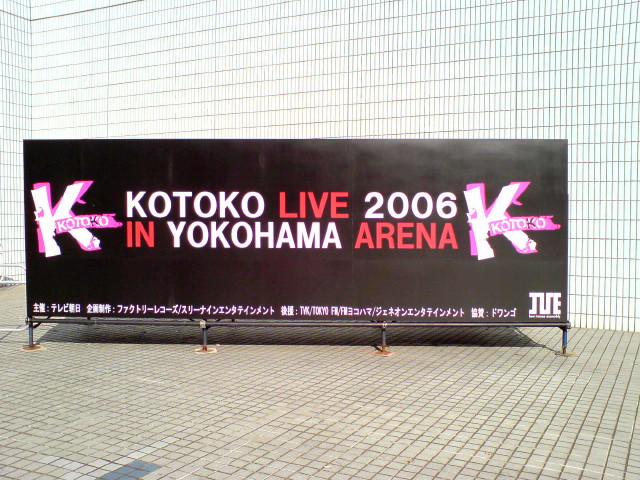 K KOTOKO
KOTOKO LIVE 2006
IN YOKOHAMA ARENA
K KOTOKO
主催：テレビ朝日 企画制作：ファクトリーレコーズ/スリーナインエンタテインメント 後援：TVK/TOKYO FM/FMヨコハマ/ジェネオンエンタテインメント 協賛：ドワンゴ